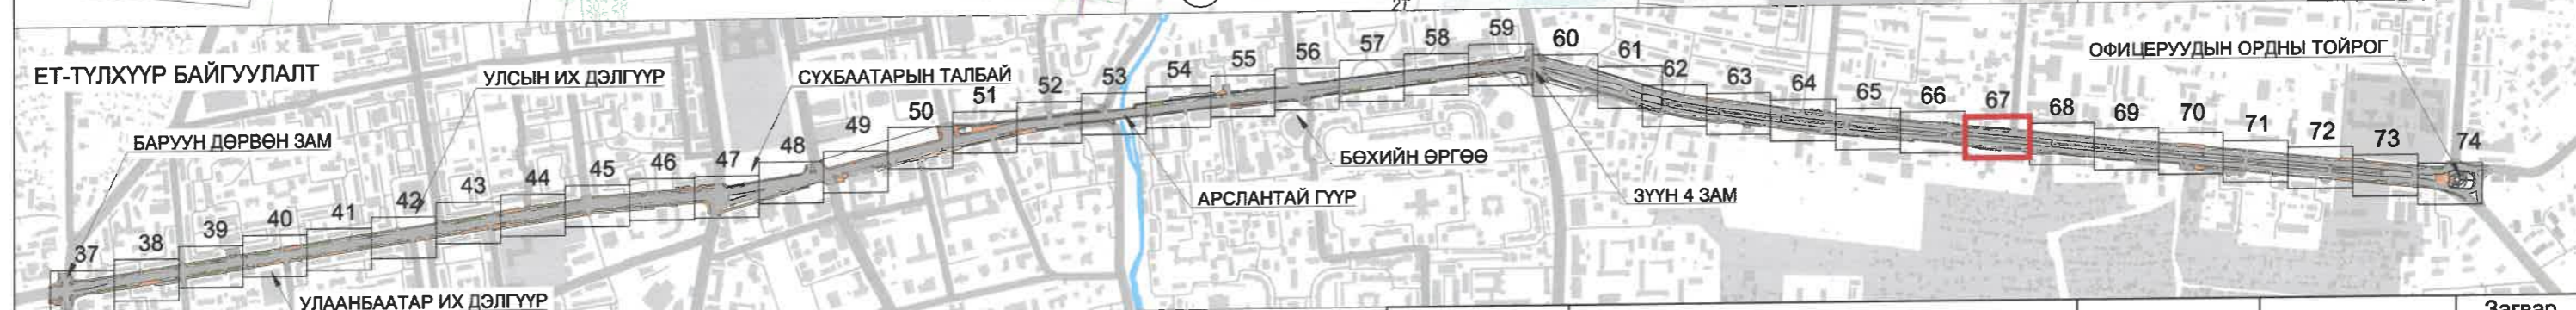 2T
ЕТ-ТҮЛХҮҮР БАЙГУУЛАЛТ
БАРУУН ДӨРВӨН ЗАМ
УЛСЫН ИХ ДЭЛГҮҮР
СҮХБААТАРЫН ТАЛБАЙ
ОФИЦЕРУУДЫН ОРДНЫ ТОЙРОГ
37 38 39 40 41 42 43 44 45 46 47 48 49 50 51 52 53 54 55 56 57 58 59 60 61 62 63 64 65 66 67 68 69 70 71 72 73 74
БӨХИЙН ӨРГӨӨ
АРСЛАНТАЙ ГҮҮР
ЗҮҮН 4 ЗАМ
УЛААНБААТАР ИХ ДЭЛГҮҮР
Загвар